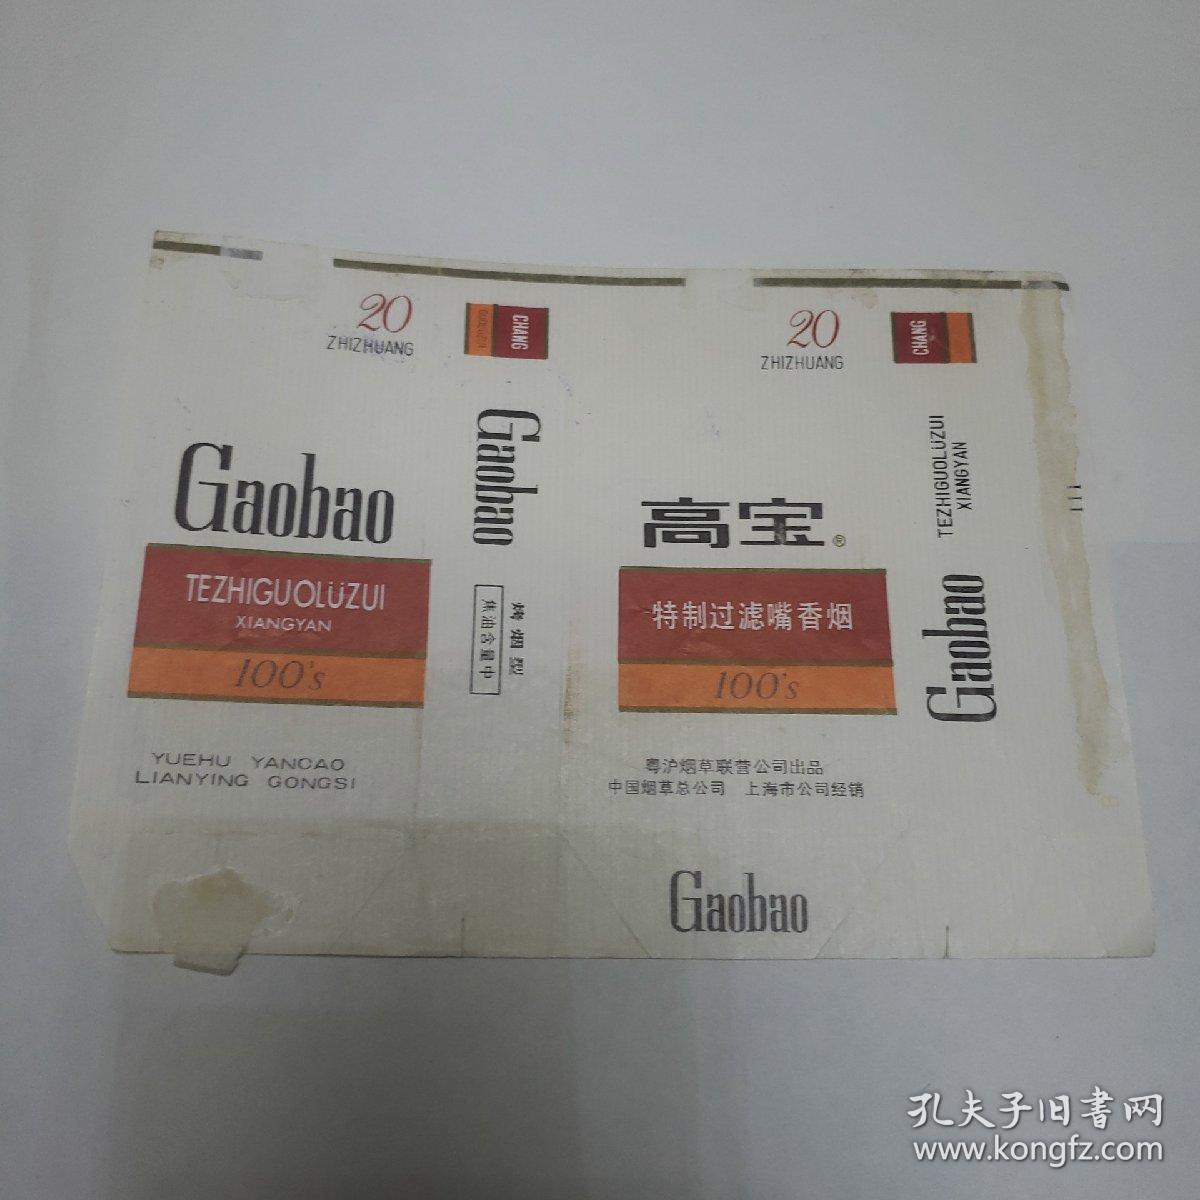 20
ZHIZHUANG
CHANG
Gaobao
TEZHIGUOLÜZUI
XIANGYAN
100's
YUEHU YANCAO
LIANYING GONGSI
Gaobao
烤烟型
焦油含量中
20
ZHIZHUANG
高宝®
特制过滤嘴香烟
100's
粤沪烟草联营公司出品
中国烟草总公司 上海市公司经销
Gaobao
CHANG
TEZHIGUOLÜZUI
XIANGYAN
Gaobao
孔夫子旧書网
www.kongfz.com